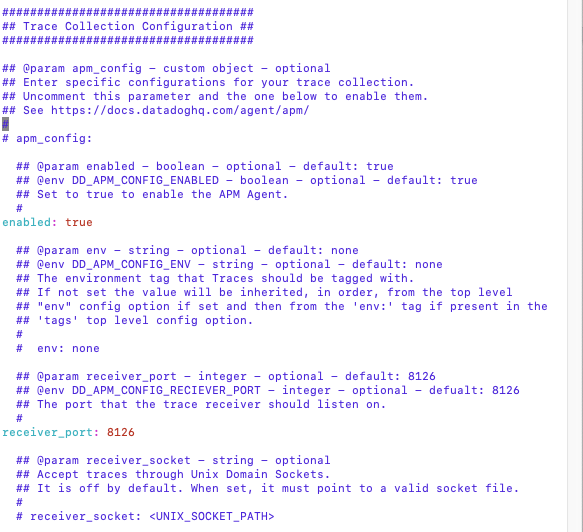 ####################################
## Trace Collection Configuration ##
####################################
## @param apm_config - custom object - optional
## Enter specific configurations for your trace collection.
## Uncomment this parameter and the one below to enable them.
## See https://docs.datadoghq.com/agent/apm/
#
# apm_config:
## @param enabled - boolean - optional - default: true
## @env DD_APM_CONFIG_ENABLED - boolean - optional - default: true
## Set to true to enable the APM Agent.
#
enabled: true
## @param env - string - optional - default: none
## @env DD_APM_CONFIG_ENV - string - optional - default: none
## The environment tag that Traces should be tagged with.
## If not set the value will be inherited, in order, from the top level
## "env" config option if set and then from the 'env:' tag if present in the
## 'tags' top level config option.
#
#  env: none
## @param receiver_port - integer - optional - default: 8126
## @env DD_APM_CONFIG_RECIEVER_PORT - integer - optional - defualt: 8126
## The port that the trace receiver should listen on.
#
receiver_port: 8126
## @param receiver_socket - string - optional
## Accept traces through Unix Domain Sockets.
## It is off by default. When set, it must point to a valid socket file.
#
# receiver_socket: <UNIX_SOCKET_PATH>